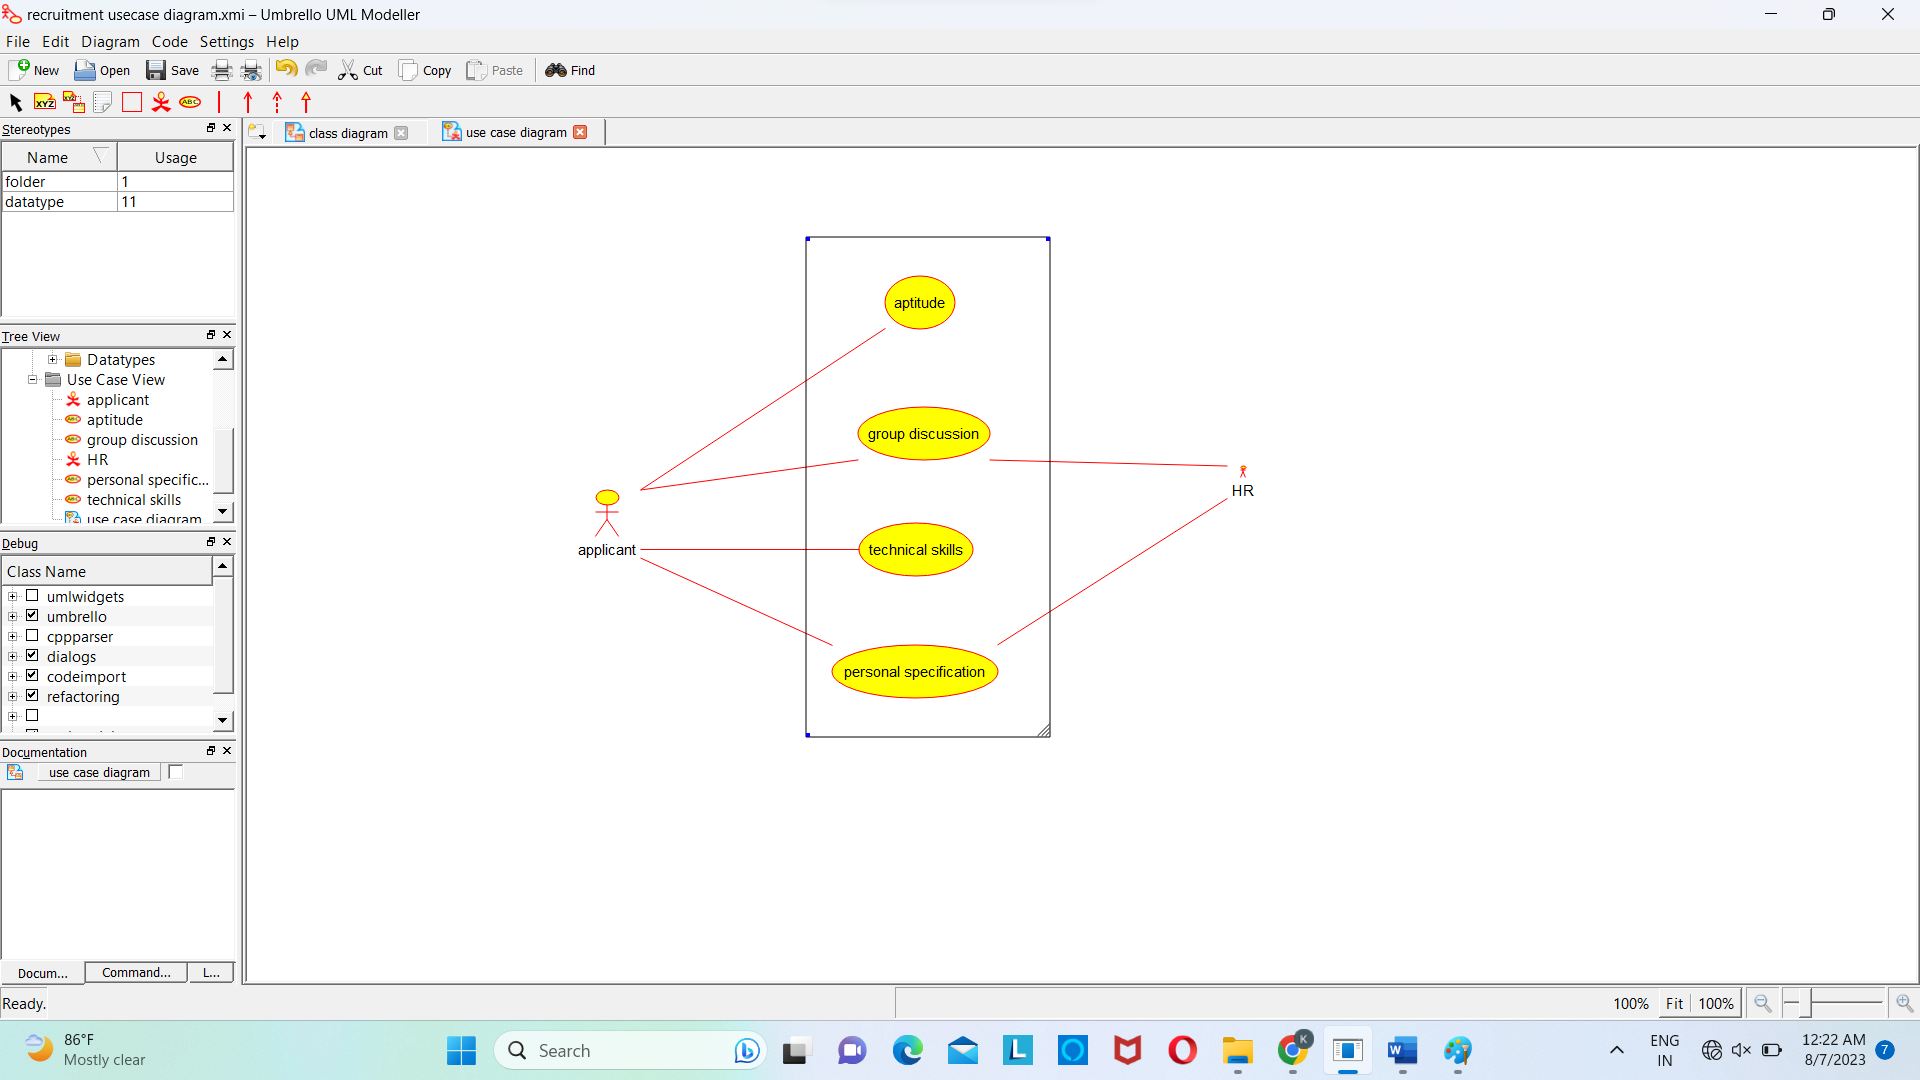 recruitment usecase diagram.xmi – Umbrello UML Modeller
File Edit Diagram Code Settings Help
New Open Save Cut Copy Paste Find
XYZ XYZ ABC
Stereotypes
class diagram use case diagram
Name Usage
folder 1
datatype 11
Tree View
Datatypes
Use Case View
applicant
aptitude
group discussion
HR
personal specific...
technical skills
use case diagram
Debug
Class Name
umlwidgets
umbrello
cppparser
dialogs
codeimport
refactoring
Documentation
use case diagram
Docum... Command... L...
aptitude
group discussion
HR
applicant
technical skills
personal specification
Ready.
100% Fit 100%
86°F
Mostly clear
Search
ENG
IN
12:22 AM
8/7/2023
7
K